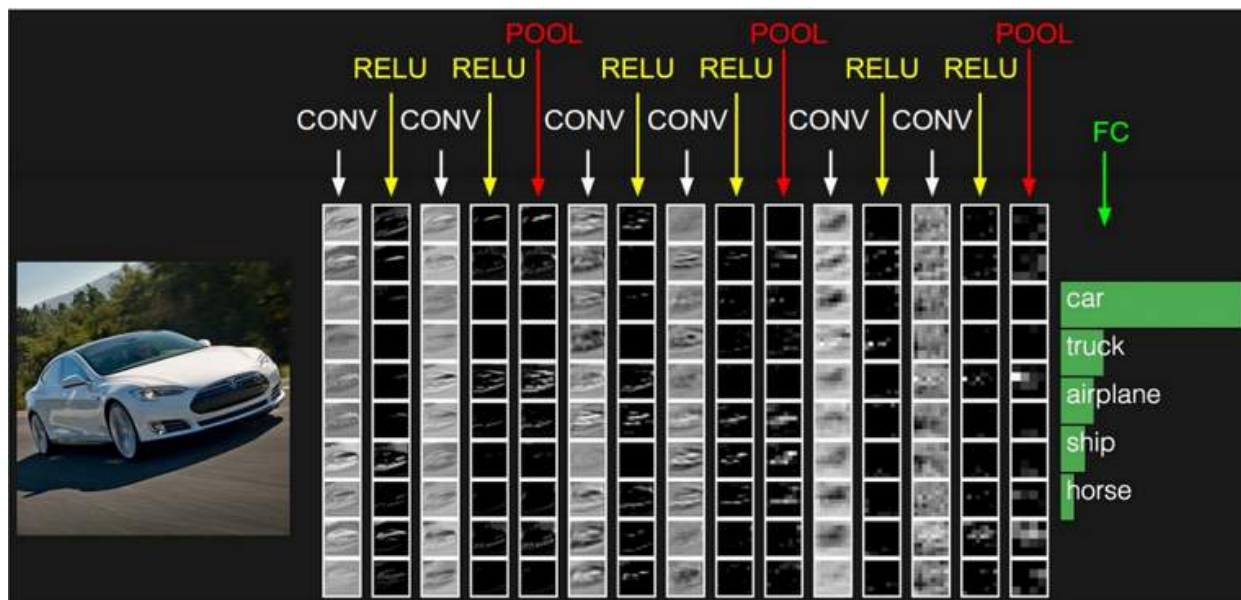 POOL POOL POOL
RELU RELU RELU RELU RELU RELU
CONV CONV CONV CONV CONV CONV
FC
car
truck
airplane
ship
horse